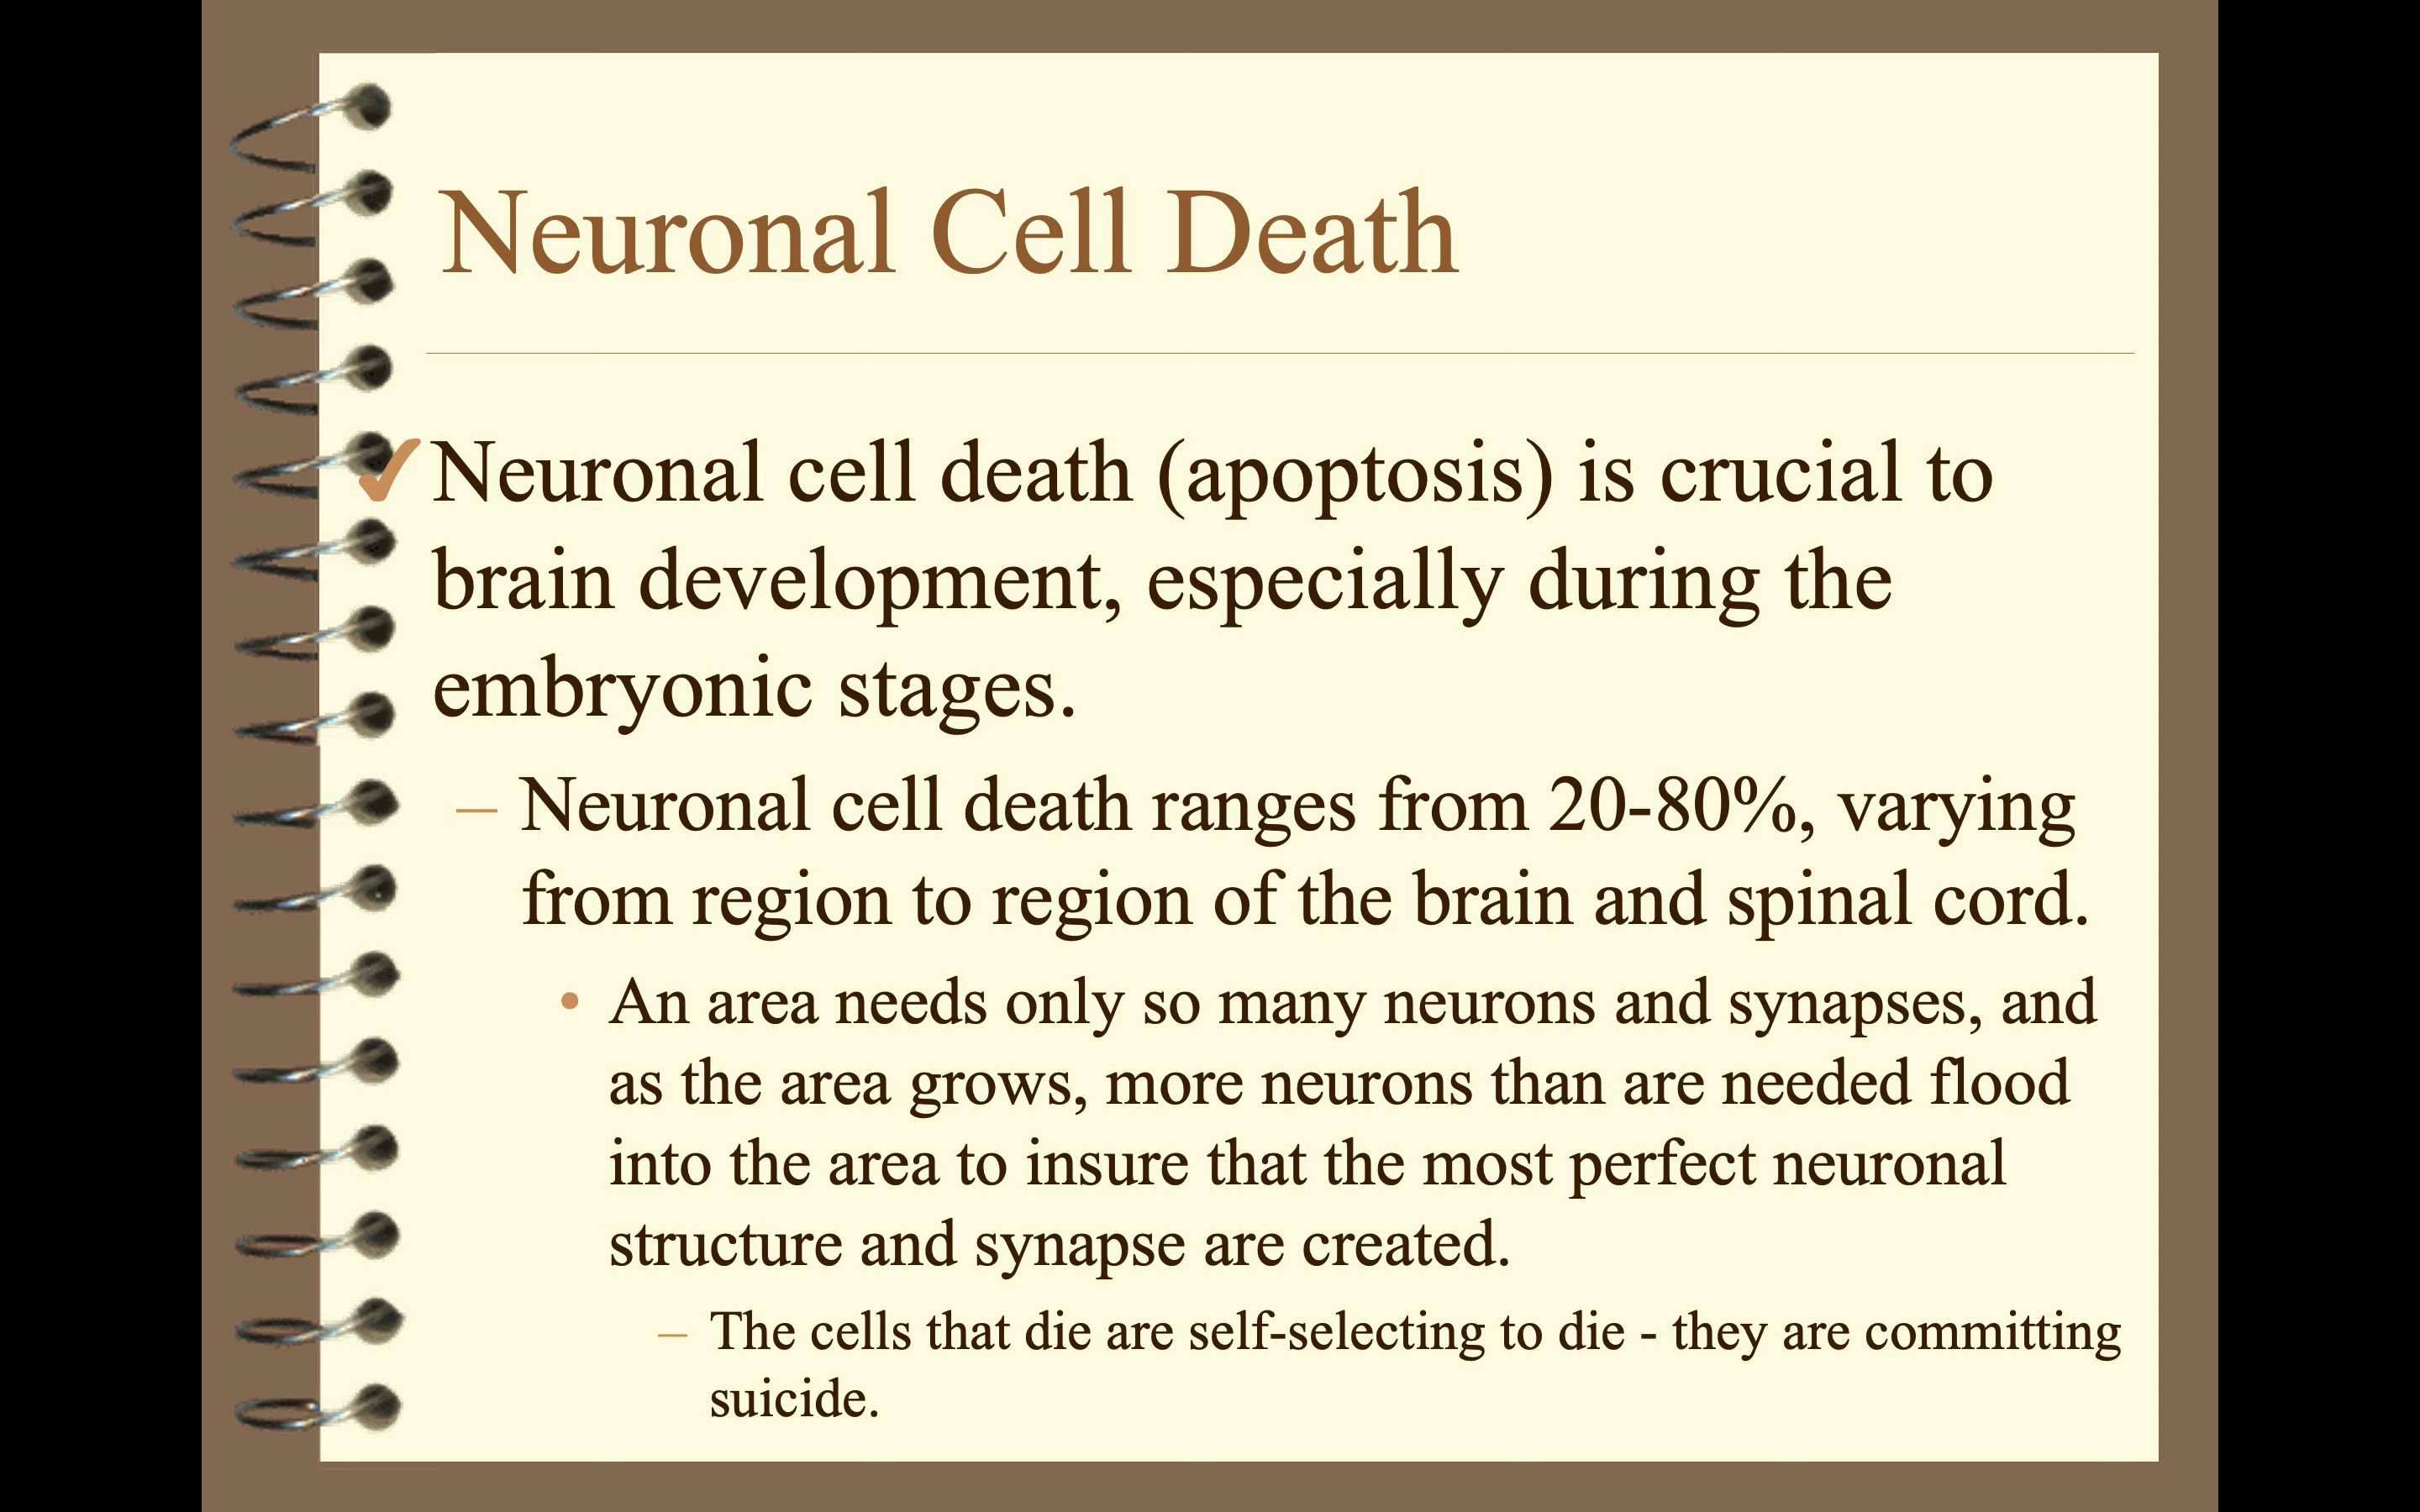 Neuronal Cell Death
✓Neuronal cell death (apoptosis) is crucial to
brain development, especially during the
embryonic stages.
– Neuronal cell death ranges from 20-80%, varying
from region to region of the brain and spinal cord.
• An area needs only so many neurons and synapses, and
as the area grows, more neurons than are needed flood
into the area to insure that the most perfect neuronal
structure and synapse are created.
– The cells that die are self-selecting to die - they are committing
suicide.